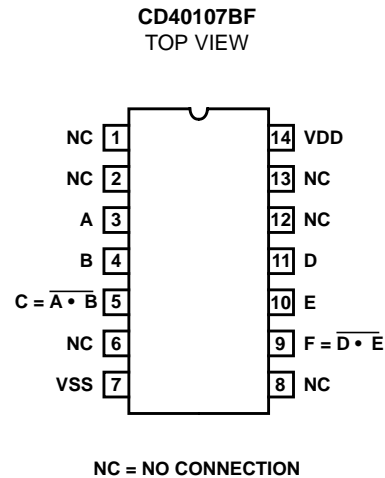 CD40107BF
TOP VIEW
NC 1
NC 2
A 3
B 4
C = A • B 5
NC 6
VSS 7
14 VDD
13 NC
12 NC
11 D
10 E
9 F = D • E
8 NC
NC = NO CONNECTION